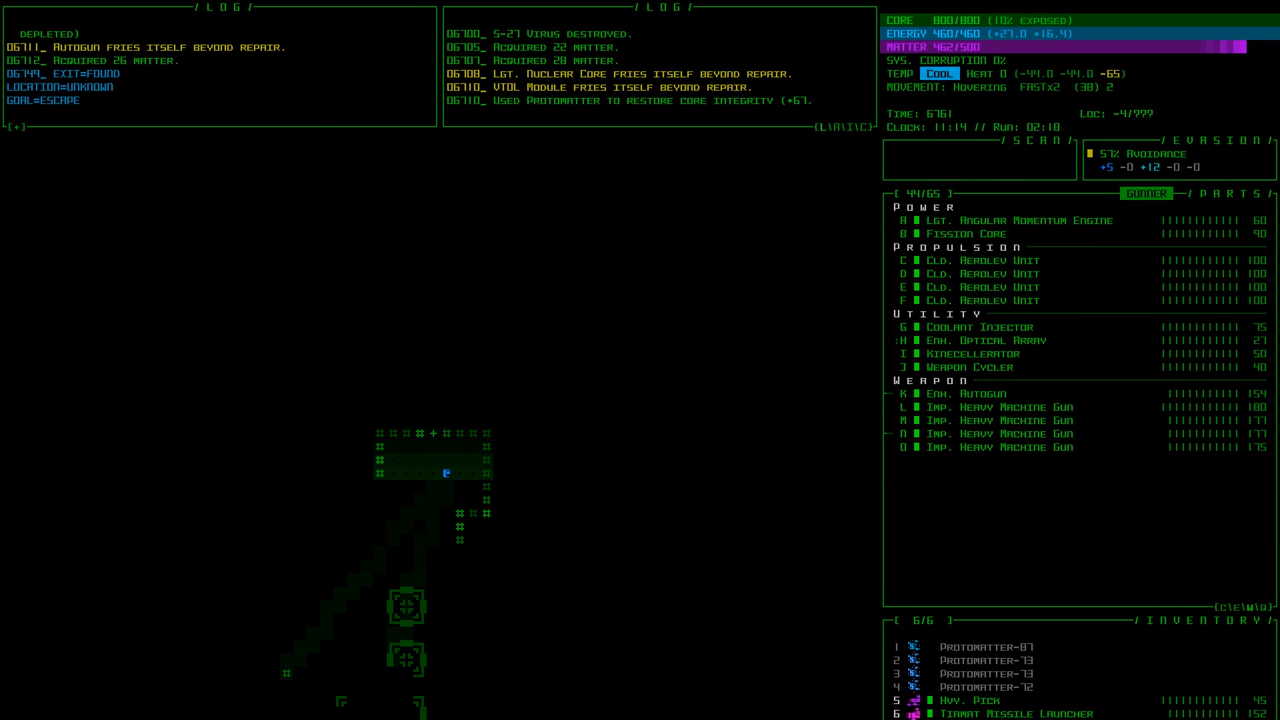 / L O G /
DEPLETED)
06711_ AUTOGUN FRIES ITSELF BEYOND REPAIR.
06712_ ACQUIRED 26 MATTER.
06749_ EXIT=FOUND
LOCATION=UNKNOWN
GOAL=ESCAPE
[+]
/ L O G /
06700_ S-27 VIRUS DESTROYED.
06705_ ACQUIRED 22 MATTER.
06707_ ACQUIRED 28 MATTER.
06708_ LGT. NUCLEAR CORE FRIES ITSELF BEYOND REPAIR.
06710_ VTOL MODULE FRIES ITSELF BEYOND REPAIR.
06710_ USED PROTOMATTER TO RESTORE CORE INTEGRITY (+67.
(L\A\I\C)
CORE 800/800 (10% EXPOSED)
ENERGY 460/460 (+27.0 +16.4)
MATTER 462/500
SYS. CORRUPTION 0%
TEMP COOL HEAT 0 (-44.0 -44.0 -65)
MOVEMENT: HOVERING FASTx2 (30) 2
TIME: 6761 LOC: -4/???
CLOCK: 11:14 // RUN: 02:18
/ S C A N /
/ E V A S I O N /
57% AVOIDANCE
+5 -0 +12 -0 -0
[ 44/65 ] GUNNER / P A R T S /
POWER
A LGT. ANGULAR MOMENTUM ENGINE 60
B FISSION CORE 90
PROPULSION
C CLD. AEROLEV UNIT 100
D CLD. AEROLEV UNIT 100
E CLD. AEROLEV UNIT 100
F CLD. AEROLEV UNIT 100
UTILITY
G COOLANT INJECTOR 75
:H ENH. OPTICAL ARRAY 27
I KINECELLERATOR 50
J WEAPON CYCLER 40
WEAPON
K ENH. AUTOGUN 154
L IMP. HEAVY MACHINE GUN 180
M IMP. HEAVY MACHINE GUN 177
N IMP. HEAVY MACHINE GUN 177
O IMP. HEAVY MACHINE GUN 175
(C\E\W\Q)
[ 6/6 ] / I N V E N T O R Y /
1 PROTOMATTER-87
2 PROTOMATTER-73
3 PROTOMATTER-73
4 PROTOMATTER-72
5 HVY. PICK 45
6 TIAMAT MISSILE LAUNCHER 152
# # # # + # # # #
# #
# #
# @ #
#
#
# # #
#
#
#